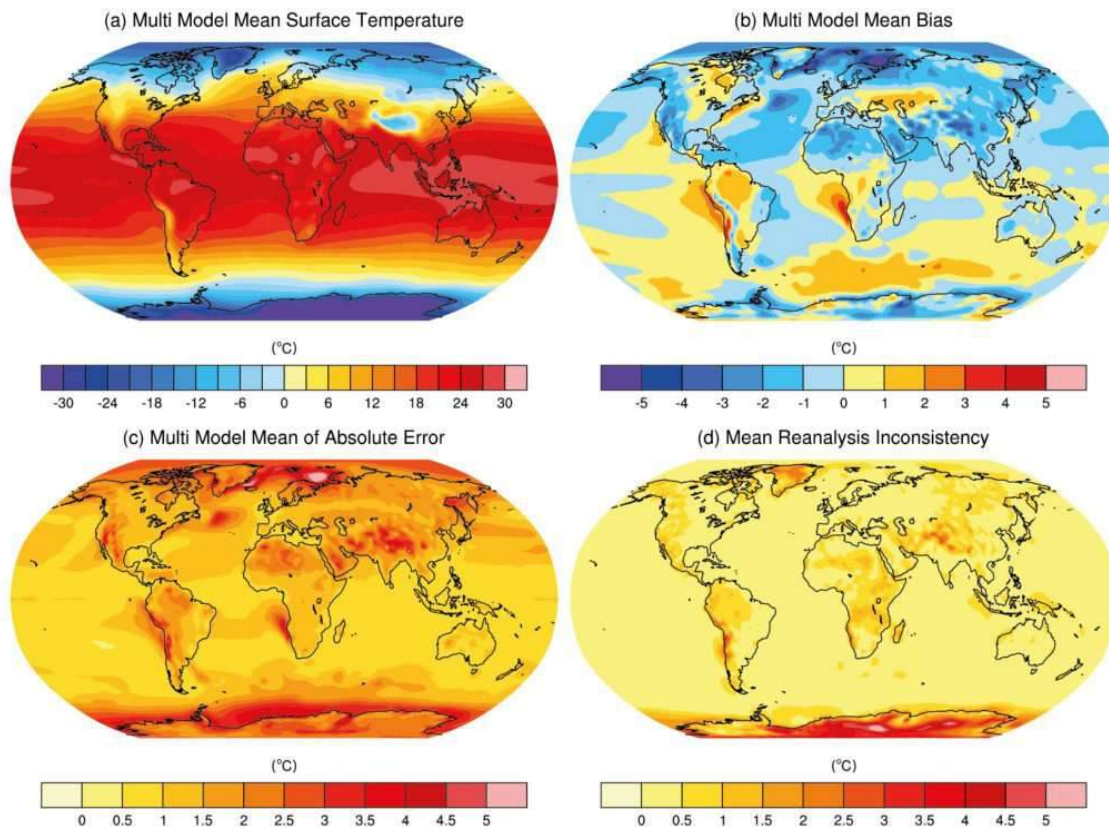 (a) Multi Model Mean Surface Temperature
(b) Multi Model Mean Bias
(°C)
-30 -24 -18 -12 -6 0 6 12 18 24 30
(°C)
-5 -4 -3 -2 -1 0 1 2 3 4 5
(c) Multi Model Mean of Absolute Error
(d) Mean Reanalysis Inconsistency
(°C)
0 0.5 1 1.5 2 2.5 3 3.5 4 4.5 5
(°C)
0 0.5 1 1.5 2 2.5 3 3.5 4 4.5 5